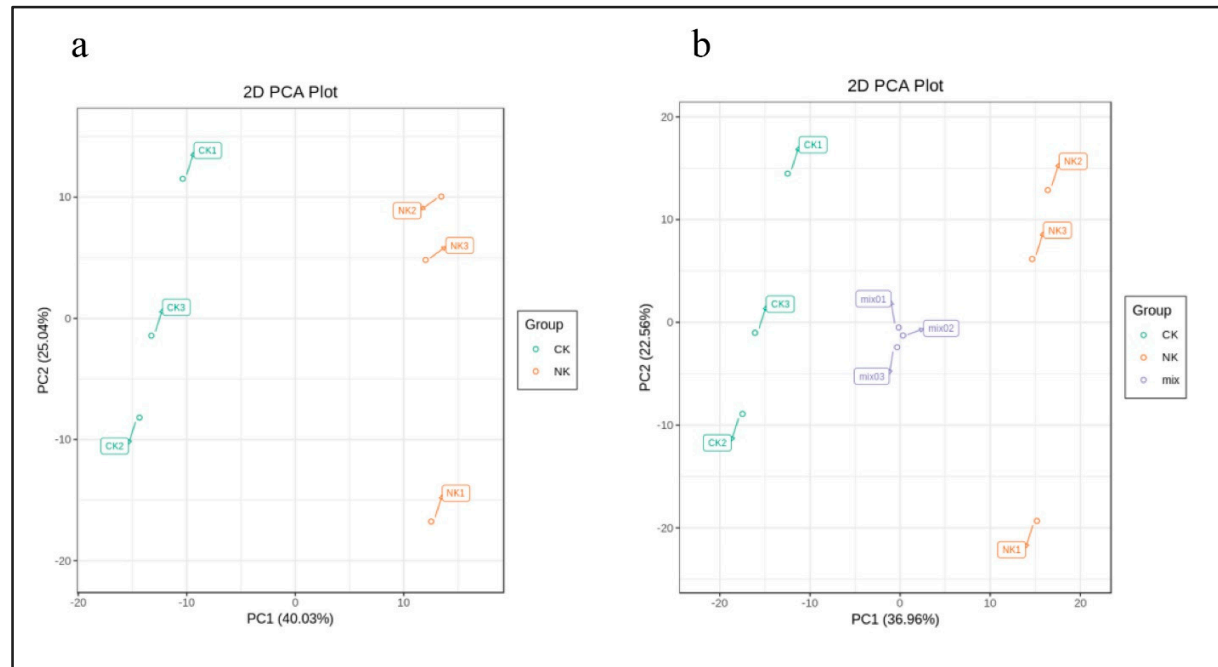 a
2D PCA Plot
CK1
NK2
NK3
CK3
CK2
NK1
10
0
-10
-20
-20
-10
0
10
PC2 (25.04%)
PC1 (40.03%)
Group
CK
NK
b
2D PCA Plot
CK1
NK2
NK3
mix01
CK3
mix02
mix03
CK2
NK1
20
10
0
-10
-20
-20
-10
0
10
20
PC2 (22.56%)
PC1 (36.96%)
Group
CK
NK
mix